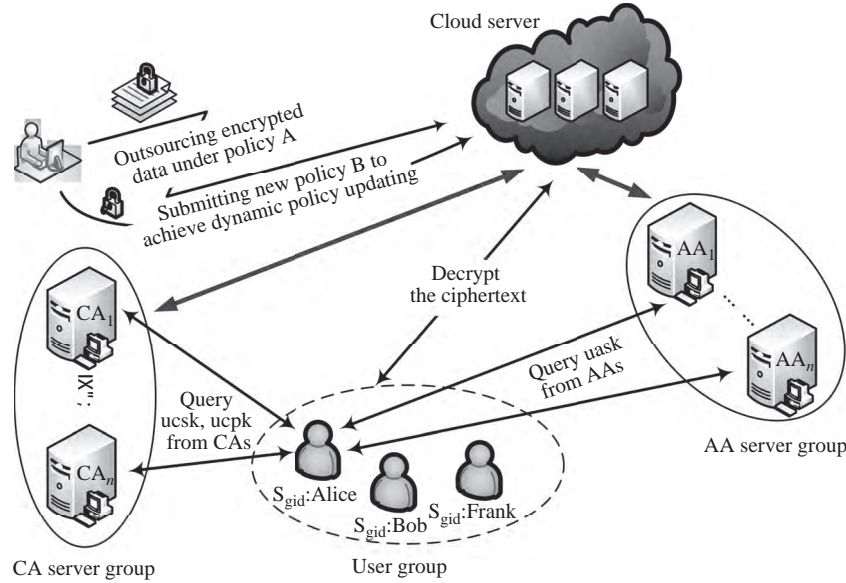 Cloud server
Outsourcing encrypted
data under policy A
Submitting new policy B to
achieve dynamic policy updating
Decrypt
the ciphertext
AA1
AAn
AA server group
CA1
CAn
CA server group
Query
ucsk, ucpk
from CAs
Query uask
from AAs
Sgid:Alice
Sgid:Bob
Sgid:Frank
User group